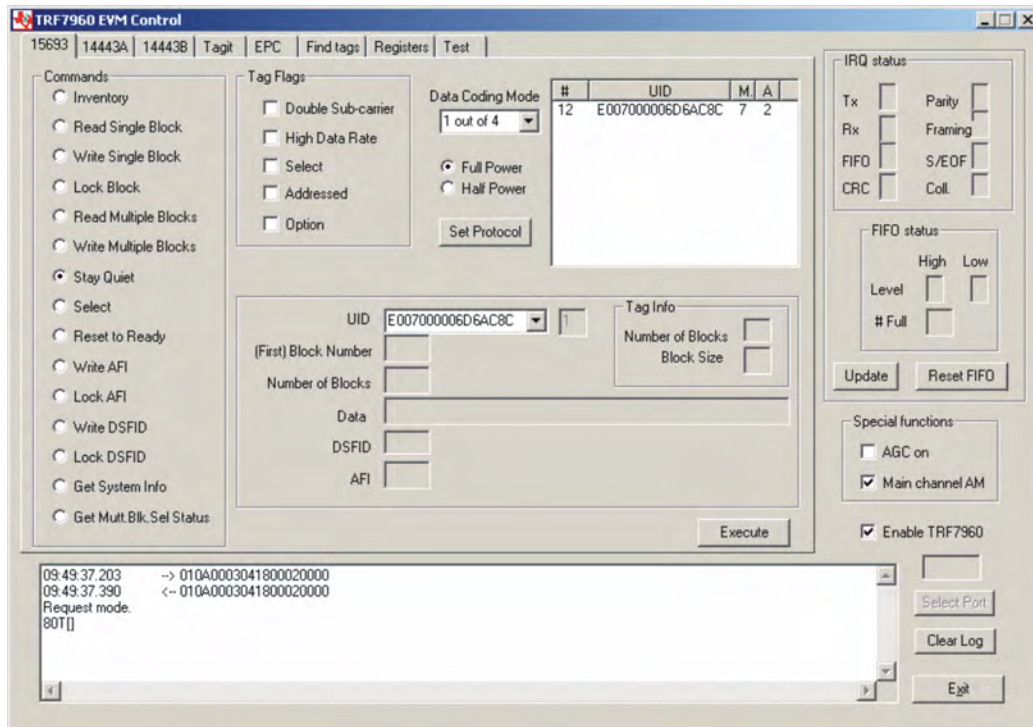 TRF7960 EVM Control
15693 14443A 14443B Tagit EPC Find tags Registers Test
Commands
Inventory
Read Single Block
Write Single Block
Lock Block
Read Multiple Blocks
Write Multiple Blocks
Stay Quiet
Select
Reset to Ready
Write AFI
Lock AFI
Write DSFID
Lock DSFID
Get System Info
Get Mutt.Blk.Sel Status
Tag Flags
Double Sub-carrier
High Data Rate
Select
Addressed
Option
Data Coding Mode
1 out of 4
Full Power
Half Power
Set Protocol
# UID M. A
12 E007000006D6AC8C 7 2
UID E007000006D6AC8C 1
(First) Block Number
Number of Blocks
Data
DSFID
AFI
Tag Info
Number of Blocks
Block Size
Execute
IRQ status
Tx Parity
Rx Framing
FIFO S/EOF
CRC Coll.
FIFO status
High Low
Level
# Full
Update Reset FIFO
Special functions
AGC on
Main channel AM
Enable TRF7960
Select Port
Clear Log
Exit
09:49:37.203 --> 010A0003041800020000
09:49:37.390 <-- 010A0003041800020000
Request mode.
80T[]